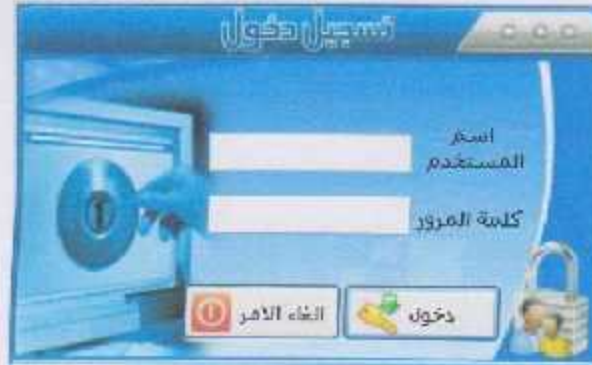 تسجيل دخول
اسم
المستخدم
كلمة المرور
دخول
الغاء الامر